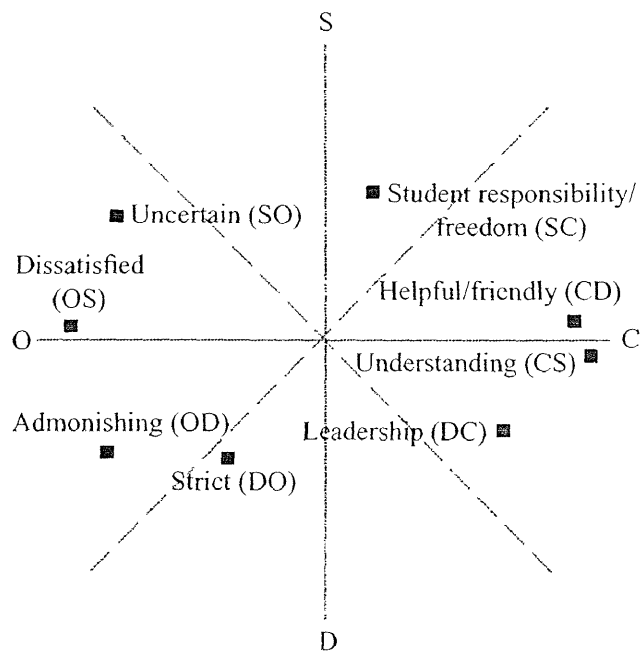 S
Student responsibility/
freedom (SC)
Uncertain (SO)
Dissatisfied
(OS)
Helpful/friendly (CD)
O
C
Understanding (CS)
Admonishing (OD)
Leadership (DC)
Strict (DO)
D